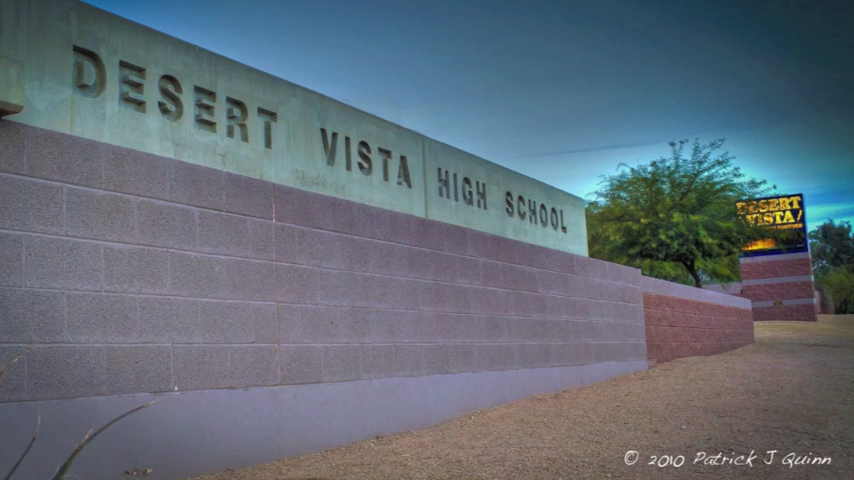 DESERT VISTA HIGH SCHOOL
DESERT
VISTA!
© 2010 Patrick J Quinn